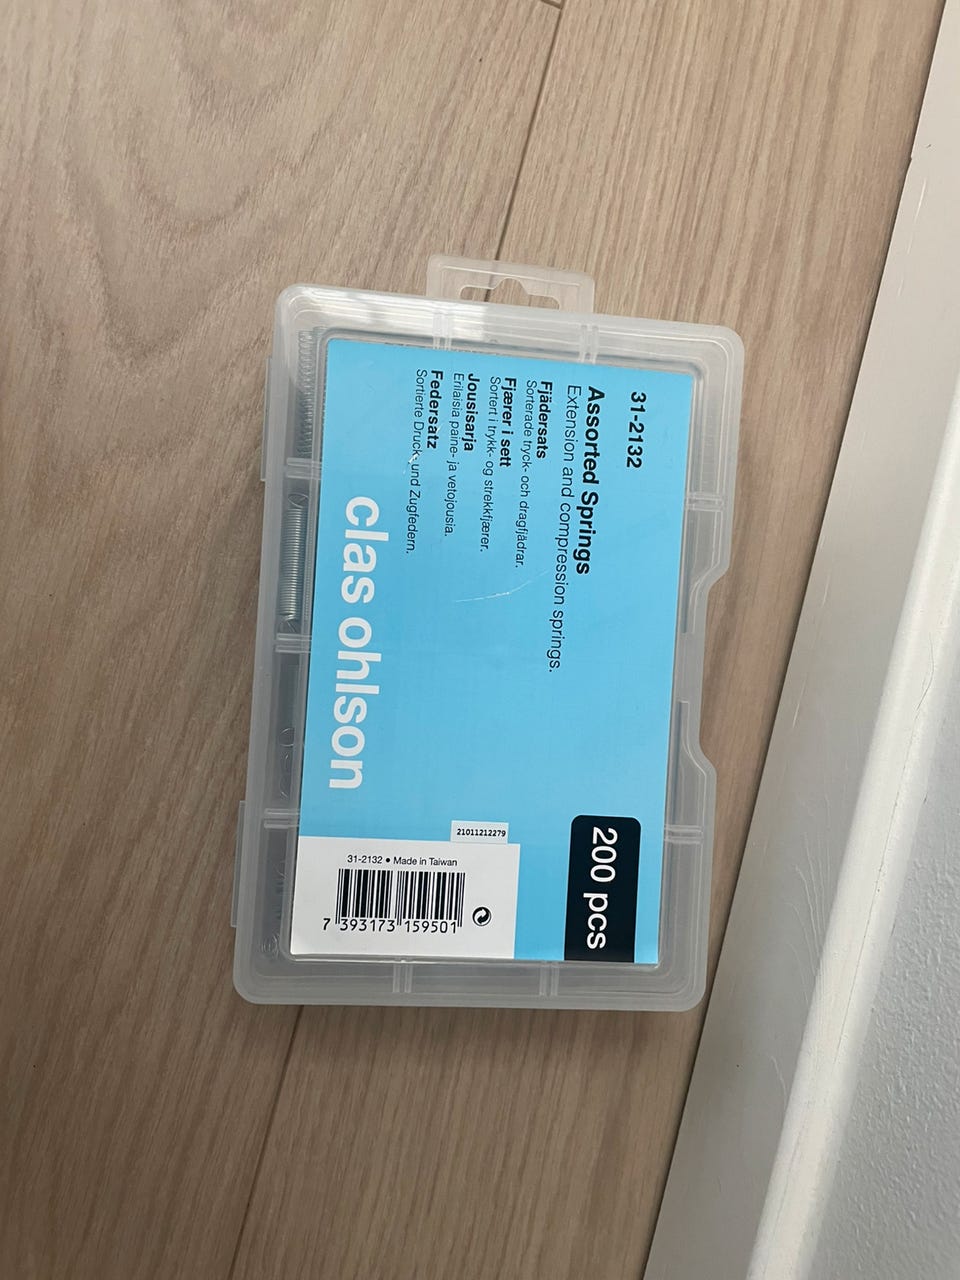 31-2132
Assorted Springs
Extension and compression springs.
Fjädersats
Sorterade tryck- och dragfjädrar.
Fjærer i sett
Sortert i trykk- og strekkfjærer.
Jousisarja
Erilaisia paine- ja vetojousia.
Federsatz
Sortierte Druck- und Zugfedern.
clas ohlson
200 pcs
21011212279
31-2132 • Made in Taiwan
7 393173 159501